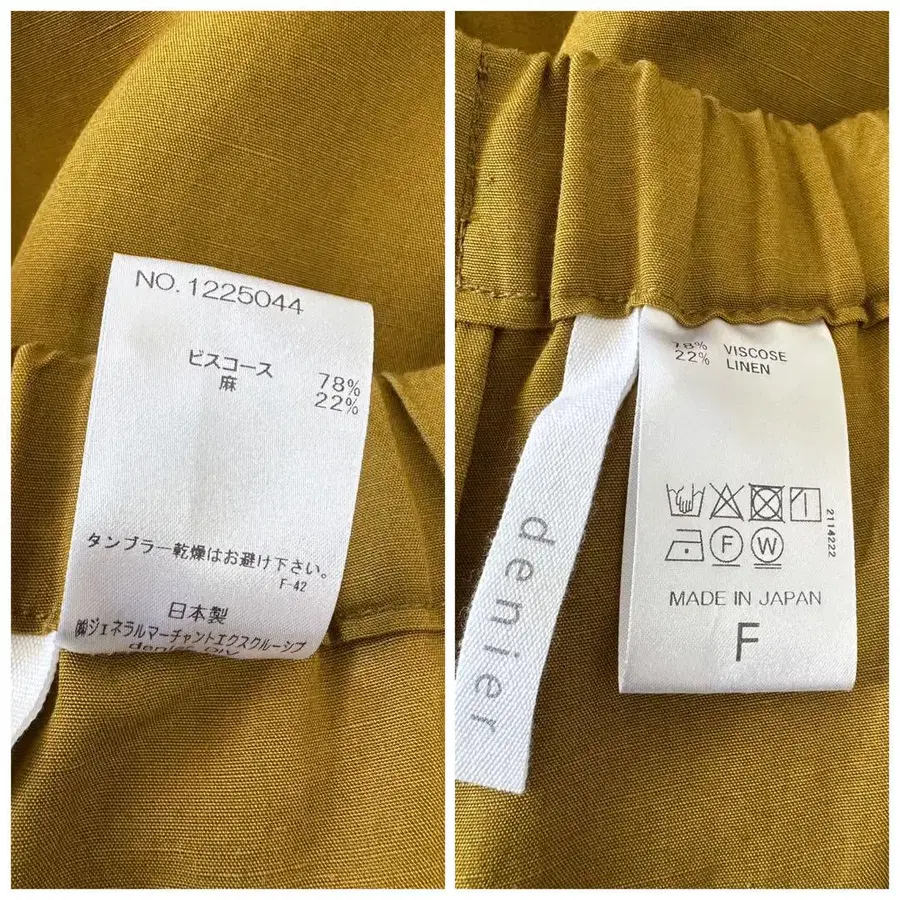 NO.1225044
ビスコース 78%
麻 22%
タンブラー乾燥はお避け下さい。
F-42
日本製
㈱ジェネラルマーチャントエクスクルーシブ
78% VISCOSE
22% LINEN
denier
F W
2114222
MADE IN JAPAN
F